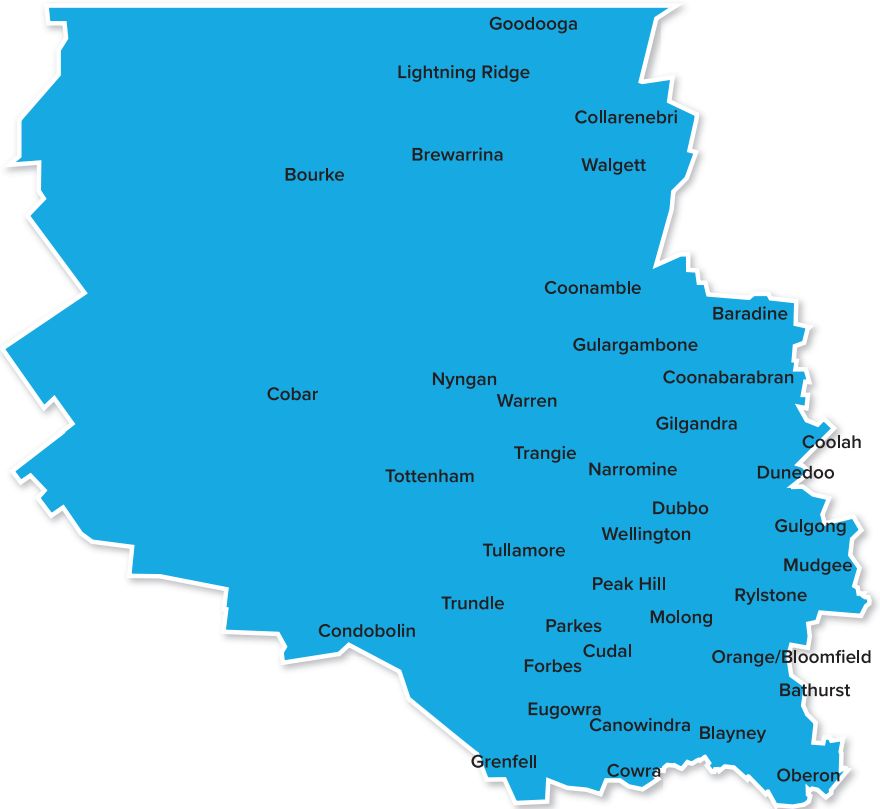 Goodooga
Lightning Ridge
Collarenebri
Brewarrina
Walgett
Bourke
Coonamble
Baradine
Gulargambone
Coonabarabran
Nyngan
Cobar
Warren
Gilgandra
Coolah
Trangie
Narromine
Dunedoo
Tottenham
Dubbo
Gulgong
Wellington
Tullamore
Mudgee
Peak Hill
Rylstone
Trundle
Molong
Parkes
Condobolin
Cudal
Orange/Bloomfield
Forbes
Bathurst
Eugowra
Canowindra
Blayney
Grenfell
Cowra
Oberon